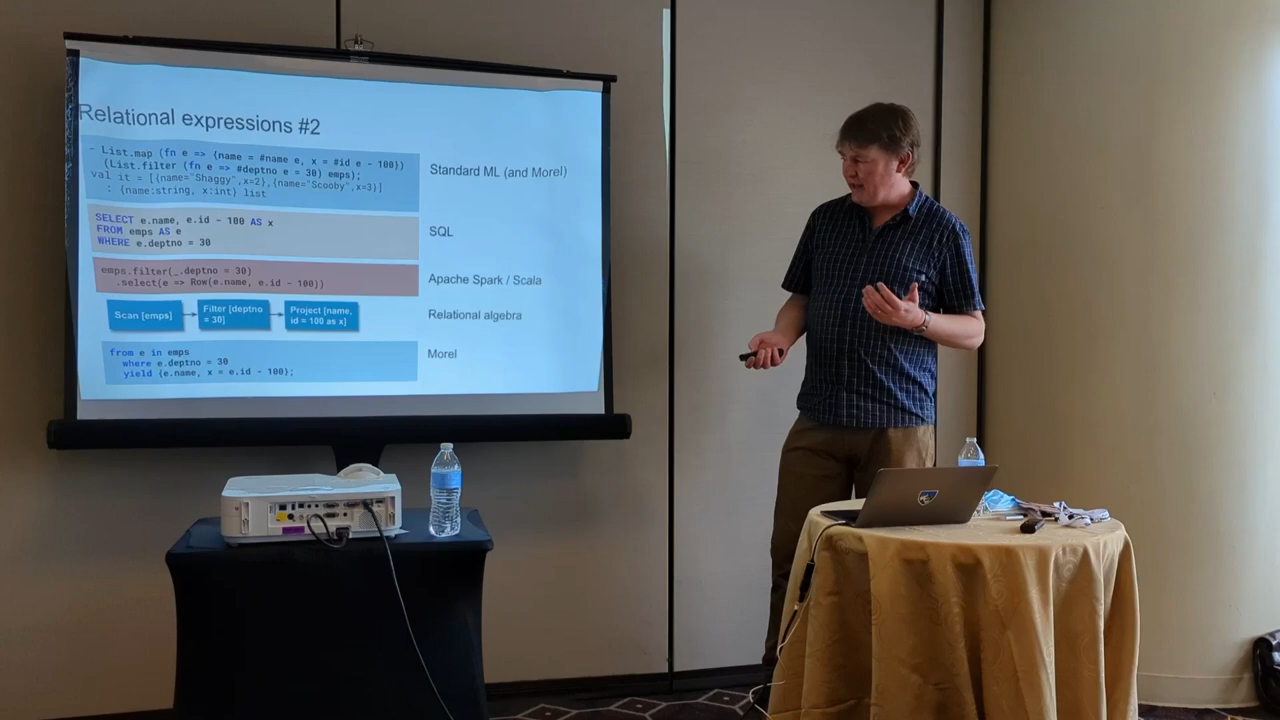 Relational expressions #2
- List.map (fn e => {name = #name e, x = #id e - 100})
(List.filter (fn e => #deptno e = 30) emps);
val it = [{name="Shaggy",x=2},{name="Scooby",x=3}]
: {name:string, x:int} list
Standard ML (and Morel)
SELECT e.name, e.id - 100 AS x
FROM emps AS e
WHERE e.deptno = 30
SQL
emps.filter(_.deptno = 30)
.select(e => Row(e.name, e.id - 100))
Apache Spark / Scala
Scan [emps]
Filter [deptno
= 30]
Project [name,
id = 100 as x]
Relational algebra
from e in emps
where e.deptno = 30
yield {e.name, x = e.id - 100};
Morel